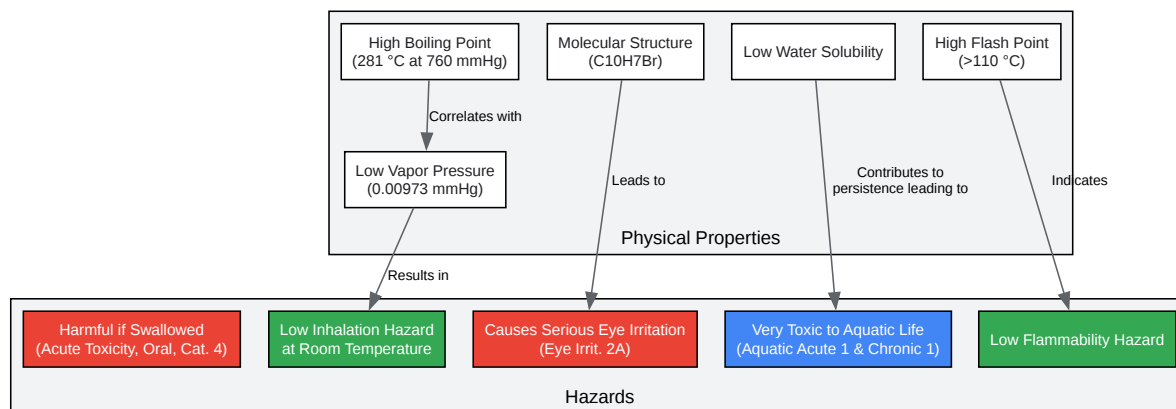 High Boiling Point
(281 °C at 760 mmHg)
Molecular Structure
(C10H7Br)
Low Water Solubility
High Flash Point
(>110 °C)
Correlates with
Low Vapor Pressure
(0.00973 mmHg)
Leads to
Contributes to
persistence leading to
Indicates
Physical Properties
Results in
Harmful if Swallowed
(Acute Toxicity, Oral, Cat. 4)
Low Inhalation Hazard
at Room Temperature
Causes Serious Eye Irritation
(Eye Irrit. 2A)
Very Toxic to Aquatic Life
(Aquatic Acute 1 & Chronic 1)
Low Flammability Hazard
Hazards